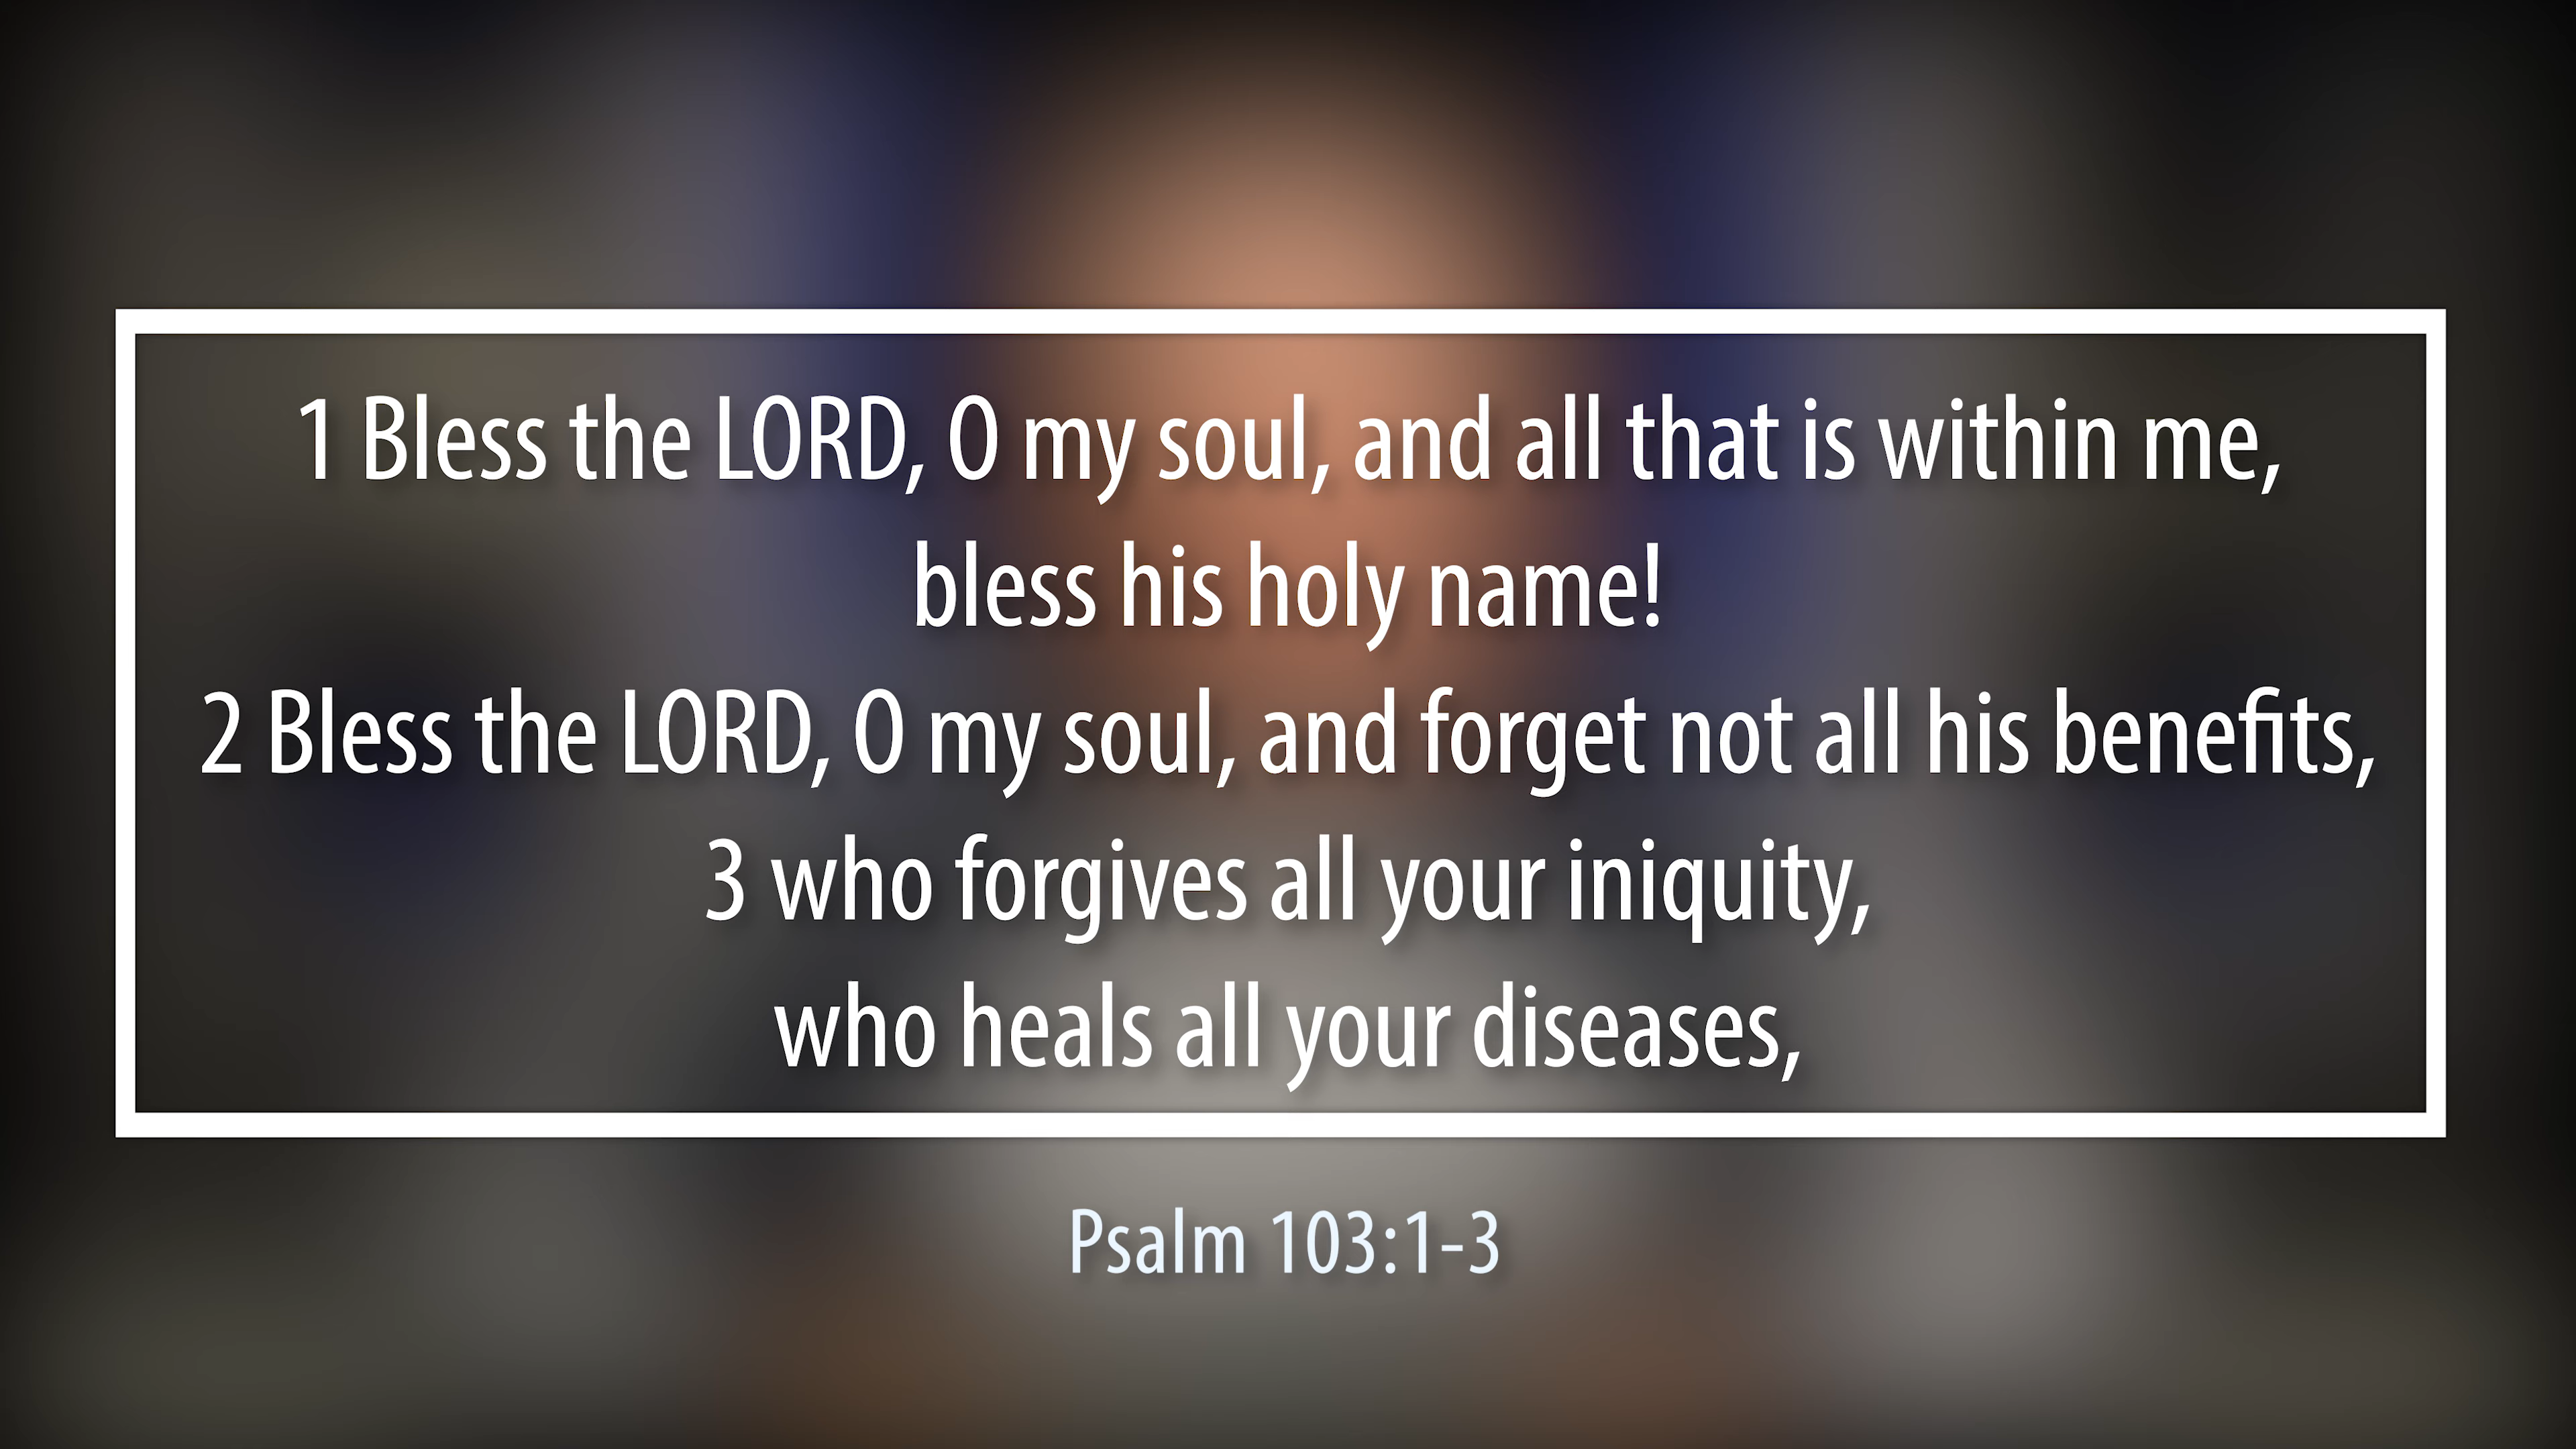 1 Bless the LORD, O my soul, and all that is within me,
bless his holy name!
2 Bless the LORD, O my soul, and forget not all his benefits,
3 who forgives all your iniquity,
who heals all your diseases,
Psalm 103:1-3